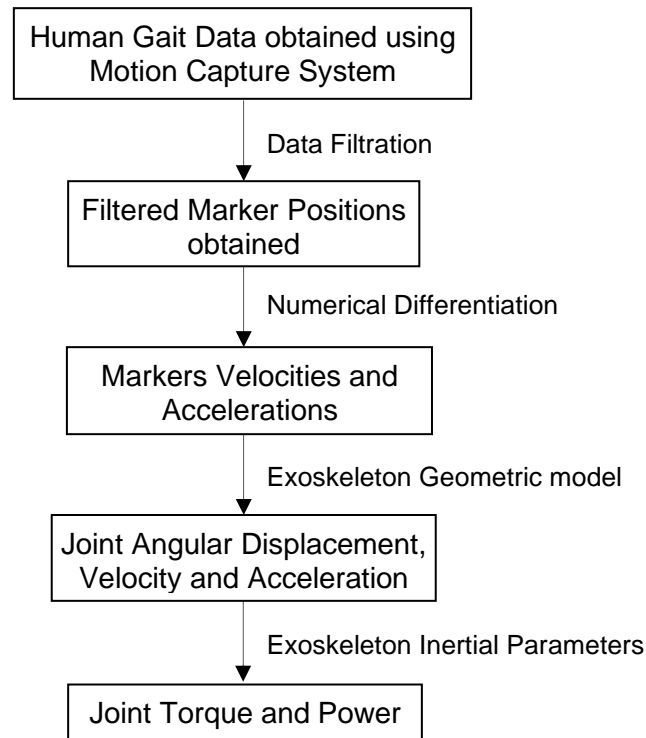 Human Gait Data obtained using
Motion Capture System
Data Filtration
Filtered Marker Positions
obtained
Numerical Differentiation
Markers Velocities and
Accelerations
Exoskeleton Geometric model
Joint Angular Displacement,
Velocity and Acceleration
Exoskeleton Inertial Parameters
Joint Torque and Power